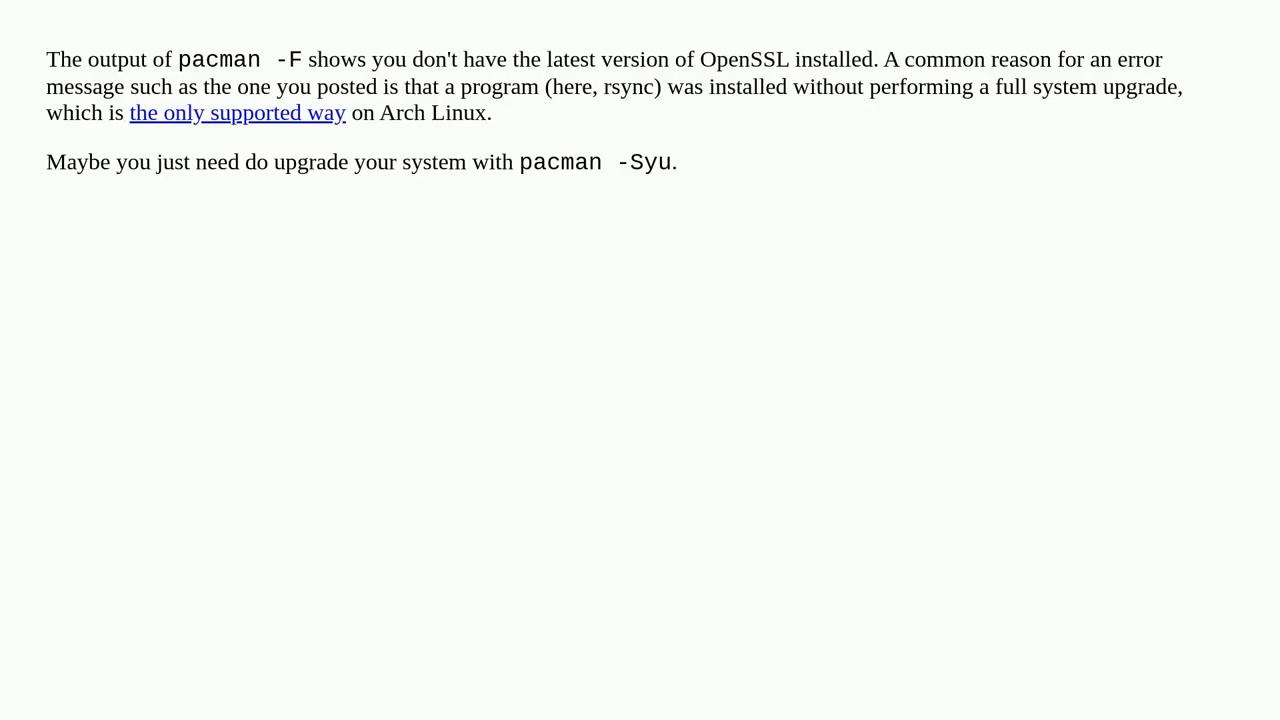 The output of pacman -F shows you don't have the latest version of OpenSSL installed. A common reason for an error
message such as the one you posted is that a program (here, rsync) was installed without performing a full system upgrade,
which is the only supported way on Arch Linux.
Maybe you just need do upgrade your system with pacman -Syu.